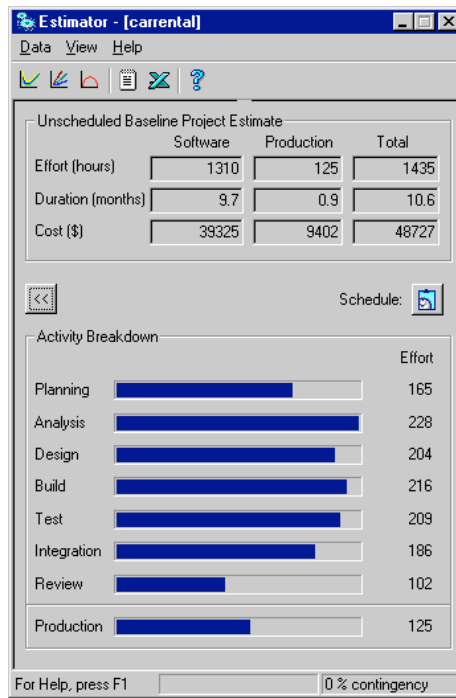 Estimator - [carrental]
Data View Help
Unscheduled Baseline Project Estimate
Software Production Total
Effort (hours) 1310 125 1435
Duration (months) 9.7 0.9 10.6
Cost ($) 39325 9402 48727
<< Schedule:
Activity Breakdown
Effort
Planning 165
Analysis 228
Design 204
Build 216
Test 209
Integration 186
Review 102
Production 125
For Help, press F1 0 % contingency